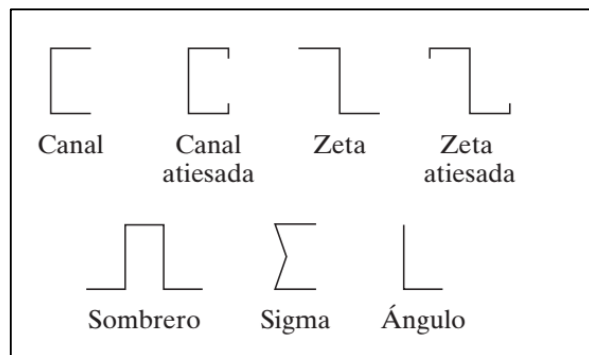 Canal
Canal
atiesada
Zeta
Zeta
atiesada
Sombrero
Sigma
Ángulo